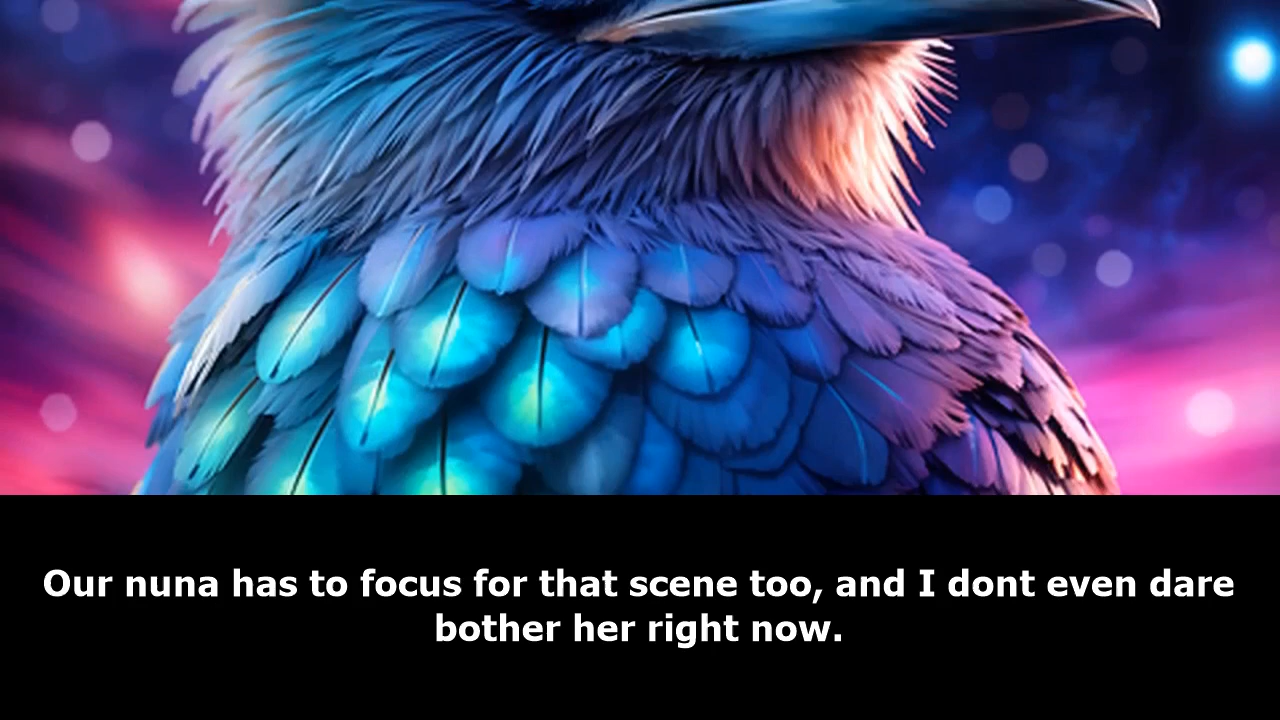 Our nuna has to focus for that scene too, and I dont even dare
bother her right now.